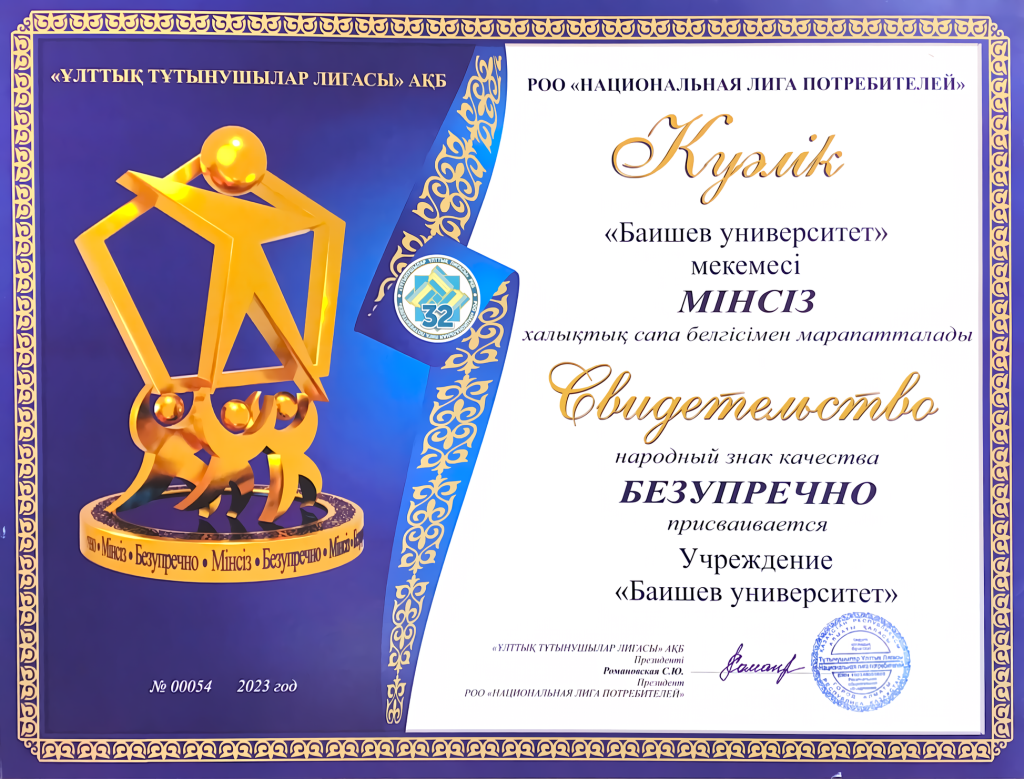 «ҰЛТТЫҚ ТҰТЫНУШЫЛАР ЛИГАСЫ» АҚБ
РОО «НАЦИОНАЛЬНАЯ ЛИГА ПОТРЕБИТЕЛЕЙ»
Куәлік
«Баишев университет»
мекемесі
МІНСІЗ
халықтық сапа белгісімен марапатталады
32
Свидетельство
народный знак качества
БЕЗУПРЕЧНО
присваивается
Учреждение
«Баишев университет»
Мінсіз • Безупречно • Мінсіз • Безупречно • Мінсіз
«ҰЛТТЫҚ ТҰТЫНУШЫЛАР ЛИГАСЫ» АҚБ
Президенті
Романовская С.Ю.
Президент
РОО «НАЦИОНАЛЬНАЯ ЛИГА ПОТРЕБИТЕЛЕЙ»
№ 00054 2023 год